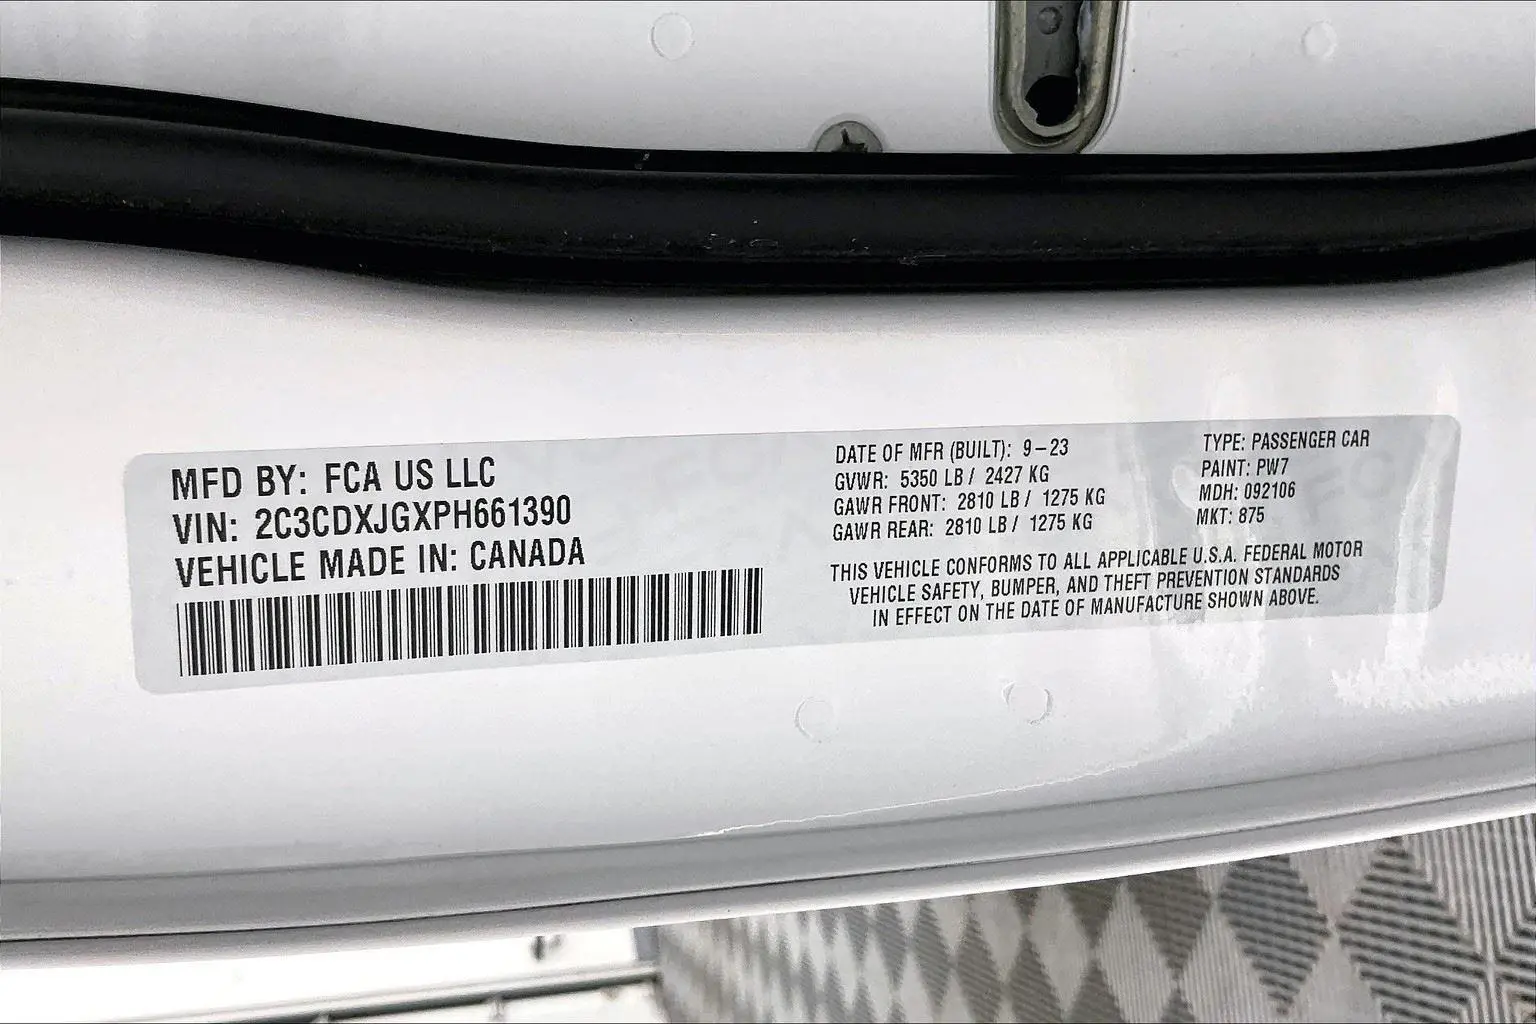 MFD BY: FCA US LLC
VIN: 2C3CDXJGXPH661390
VEHICLE MADE IN: CANADA
DATE OF MFR (BUILT): 9-23
GVWR: 5350 LB / 2427 KG
GAWR FRONT: 2810 LB / 1275 KG
GAWR REAR: 2810 LB / 1275 KG
TYPE: PASSENGER CAR
PAINT: PW7
MDH: 092106
MKT: 875
THIS VEHICLE CONFORMS TO ALL APPLICABLE U.S.A. FEDERAL MOTOR
VEHICLE SAFETY, BUMPER, AND THEFT PREVENTION STANDARDS
IN EFFECT ON THE DATE OF MANUFACTURE SHOWN ABOVE.